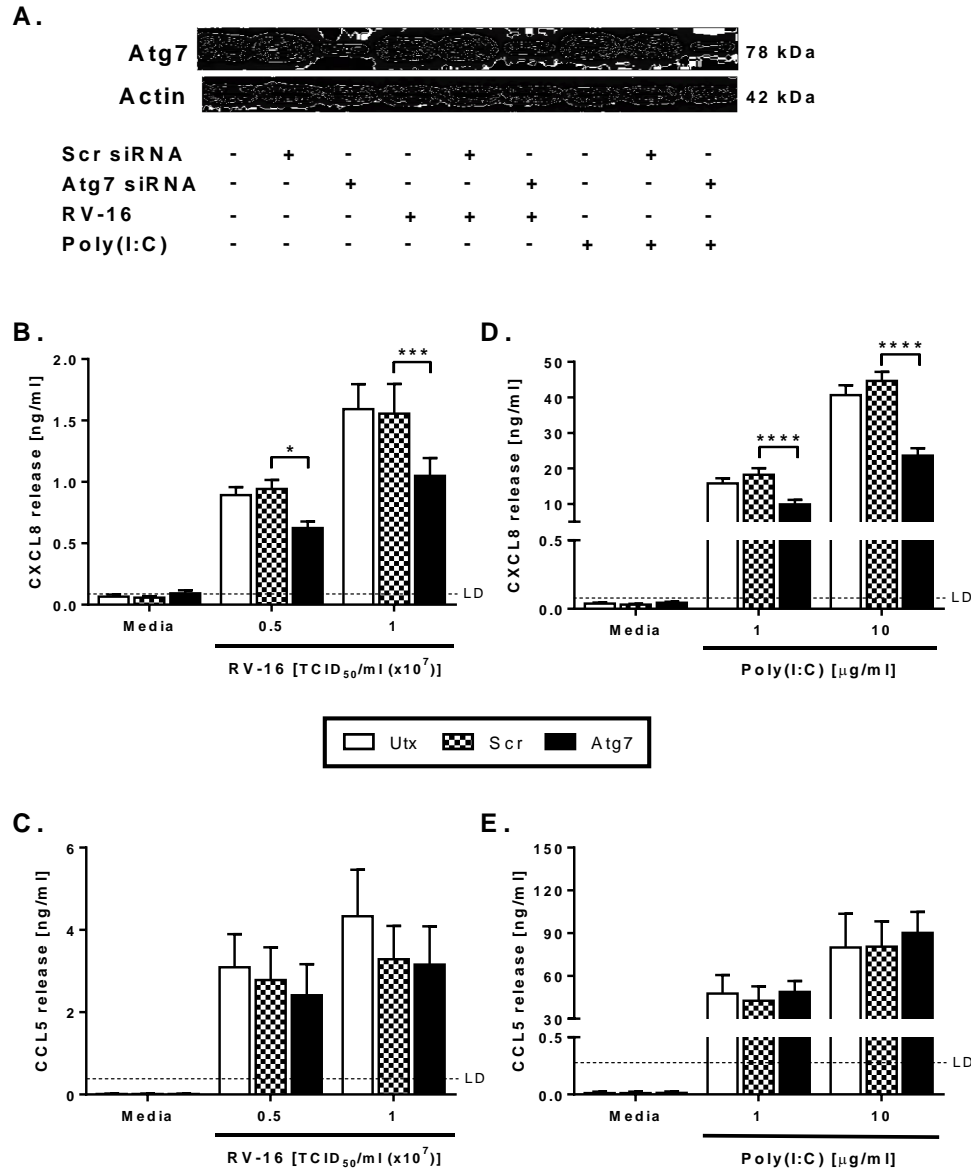 A.
Atg7 78 kDa
Actin 42 kDa
Scr siRNA - + - - + - - + -
Atg7 siRNA - - + - - + - - +
RV-16 - - - + + + - - -
Poly(I:C) - - - - - - + + +
B.
CXCL8 release [ng/ml]
2.0
1.5
1.0
0.5
0.0
* ***
LD
Media 0.5 1
RV-16 [TCID50/ml (x10^7)]
D.
CXCL8 release [ng/ml]
50
40
30
20
10
0.5
0.0
**** ****
LD
Media 1 10
Poly(I:C) [μg/ml]
Utx Scr Atg7
C.
CCL5 release [ng/ml]
6
4
2
0
LD
Media 0.5 1
RV-16 [TCID50/ml (x10^7)]
E.
CCL5 release [ng/ml]
150
120
90
60
30
0.5
0.0
LD
Media 1 10
Poly(I:C) [μg/ml]